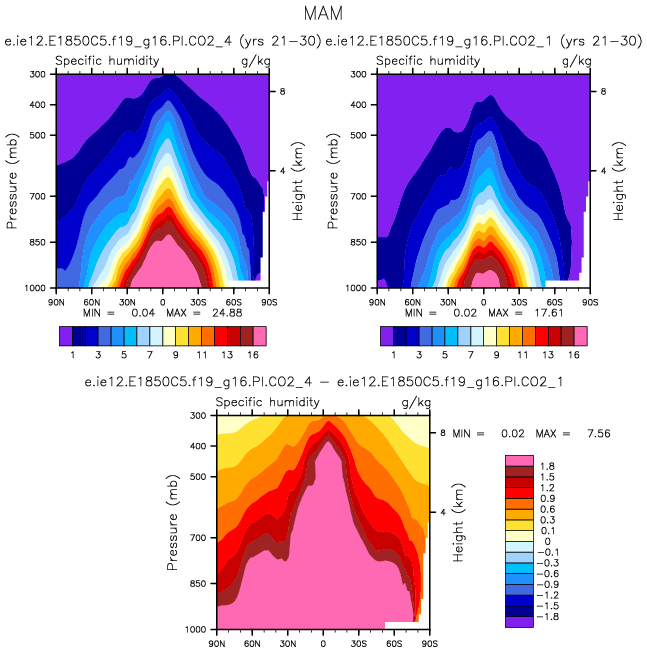 MAM
e.ie12.E1850C5.f19_g16.PI.CO2_4 (yrs 21-30) e.ie12.E1850C5.f19_g16.PI.CO2_1 (yrs 21-30)
Specific humidity g/kg Specific humidity g/kg
300 8 300 8
400 400
500 500
4 4
700 700
850 850
1000 1000
Pressure (mb) Height (km) Pressure (mb) Height (km)
90N 60N 30N 0 30S 60S 90S 90N 60N 30N 0 30S 60S 90S
MIN = 0.04 MAX = 24.88 MIN = 0.02 MAX = 17.61
1 3 5 7 9 11 13 16 1 3 5 7 9 11 13 16
e.ie12.E1850C5.f19_g16.PI.CO2_4 - e.ie12.E1850C5.f19_g16.PI.CO2_1
Specific humidity g/kg
300
8 MIN = 0.02 MAX = 7.56
400
500
4
700
850
1000
Pressure (mb) Height (km)
90N 60N 30N 0 30S 60S 90S
1.8
1.5
1.2
0.9
0.6
0.3
0.1
0
-0.1
-0.3
-0.6
-0.9
-1.2
-1.5
-1.8